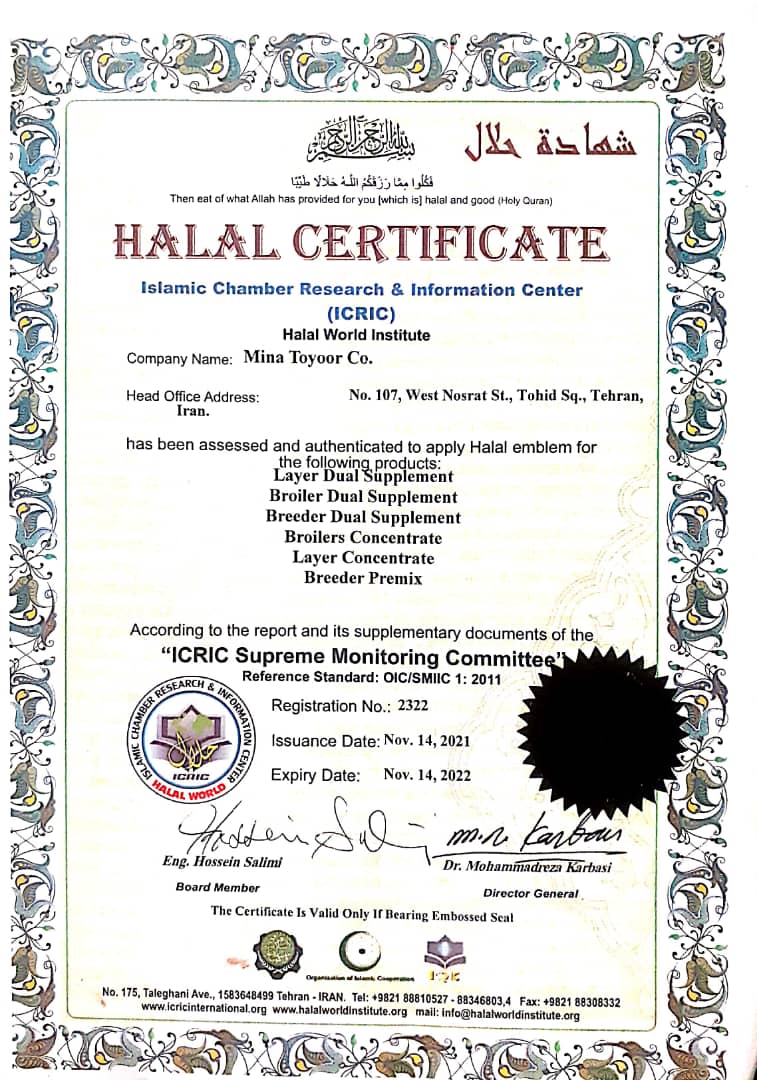 شهادة حلال
بسم الله الرحمن الرحيم
فَكُلُوا مِمَّا رَزَقَكُمُ اللَّهُ حَلَالًا طَيِّبًا
Then eat of what Allah has provided for you [which is] halal and good (Holy Quran)
HALAL CERTIFICATE
Islamic Chamber Research & Information Center
(ICRIC)
Halal World Institute
Company Name: Mina Toyoor Co.
Head Office Address: No. 107, West Nosrat St., Tohid Sq., Tehran,
Iran.
has been assessed and authenticated to apply Halal emblem for
the following products:
Layer Dual Supplement
Broiler Dual Supplement
Breeder Dual Supplement
Broilers Concentrate
Layer Concentrate
Breeder Premix
According to the report and its supplementary documents of the
“ICRIC Supreme Monitoring Committee”
Reference Standard: OIC/SMIIC 1: 2011
ISLAMIC CHAMBER RESEARCH & INFORMATION CENTER
حلال
ICRIC
HALAL WORLD
Registration No.: 2322
Issuance Date: Nov. 14, 2021
Expiry Date: Nov. 14, 2022
m.r. Karbasi
Eng. Hossein Salimi
Dr. Mohammadreza Karbasi
Board Member
Director General
The Certificate Is Valid Only If Bearing Embossed Seal
Organisation of Islamic Cooperation
No. 175, Taleghani Ave., 1583648499 Tehran - IRAN. Tel: +9821 88810527 - 88346803,4 Fax: +9821 88308332
www.icricinternational.org www.halalworldinstitute.org mail: info@halalworldinstitute.org